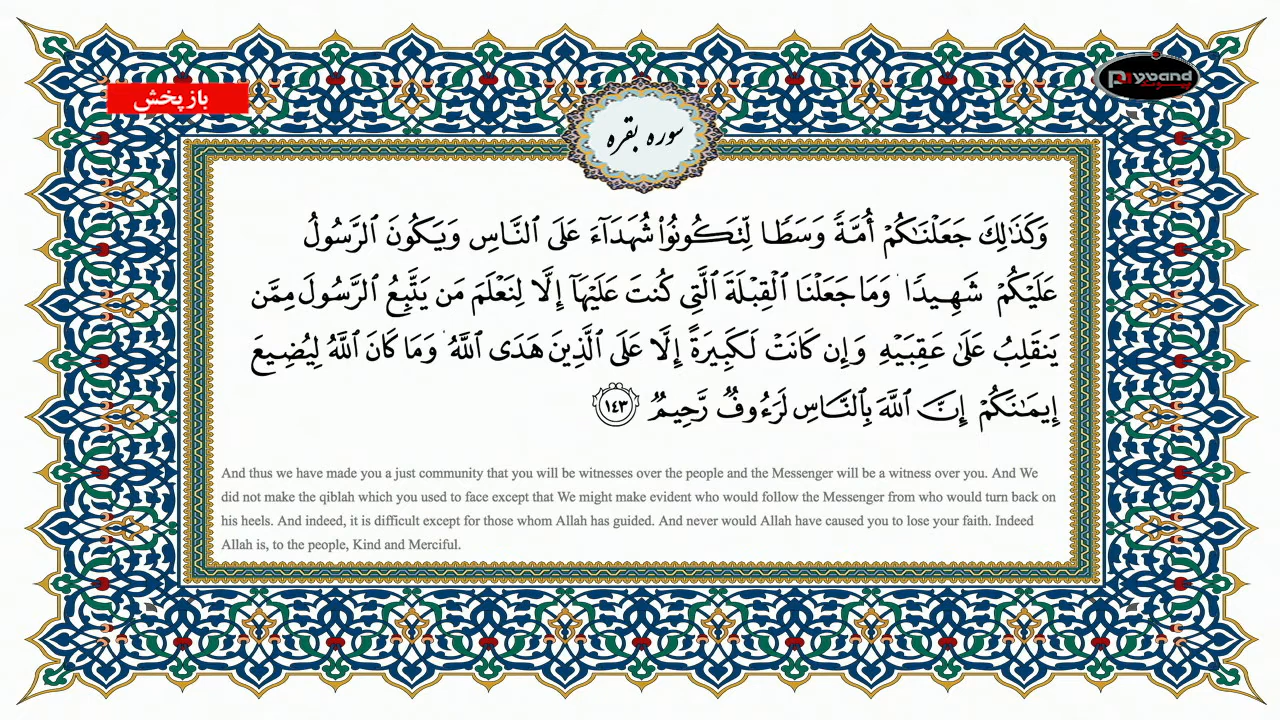 بازپخش
Piyvand
سوره بقره
وَكَذَٰلِكَ جَعَلْنَـٰكُمْ أُمَّةً وَسَطًا لِّتَكُونُوا۟ شُهَدَآءَ عَلَى ٱلنَّاسِ وَيَكُونَ ٱلرَّسُولُ
عَلَيْكُمْ شَهِيدًا ۗ وَمَا جَعَلْنَا ٱلْقِبْلَةَ ٱلَّتِى كُنتَ عَلَيْهَآ إِلَّا لِنَعْلَمَ مَن يَتَّبِعُ ٱلرَّسُولَ مِمَّن
يَنقَلِبُ عَلَىٰ عَقِبَيْهِ وَإِن كَانَتْ لَكَبِيرَةً إِلَّا عَلَى ٱلَّذِينَ هَدَى ٱللَّهُ ۗ وَمَا كَانَ ٱللَّهُ لِيُضِيعَ
إِيمَـٰنَكُمْ إِنَّ ٱللَّهَ بِٱلنَّاسِ لَرَءُوفٌ رَّحِيمٌ ١٤٣
And thus we have made you a just community that you will be witnesses over the people and the Messenger will be a witness over you. And We
did not make the qiblah which you used to face except that We might make evident who would follow the Messenger from who would turn back on
his heels. And indeed, it is difficult except for those whom Allah has guided. And never would Allah have caused you to lose your faith. Indeed
Allah is, to the people, Kind and Merciful.